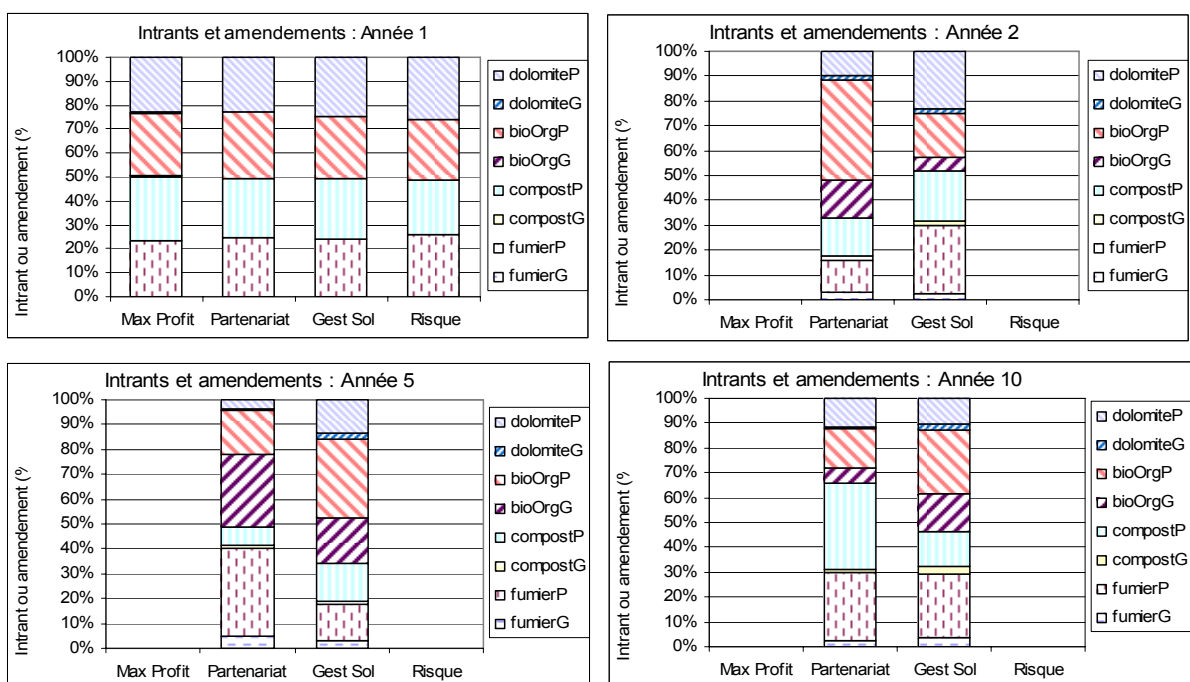 Intrants et amendements : Année 1
Intrant ou amendement (%
100%
90%
80%
70%
60%
50%
40%
30%
20%
10%
0%
Max Profit Partenariat Gest Sol Risque
dolomiteP
dolomiteG
bioOrgP
bioOrgG
compostP
compostG
fumierP
fumierG
Intrants et amendements : Année 2
Intrant ou amendement (%
100%
90%
80%
70%
60%
50%
40%
30%
20%
10%
0%
Max Profit Partenariat Gest Sol Risque
dolomiteP
dolomiteG
bioOrgP
bioOrgG
compostP
compostG
fumierP
fumierG
Intrants et amendements : Année 5
Intrant ou amendement (%
100%
90%
80%
70%
60%
50%
40%
30%
20%
10%
0%
Max Profit Partenariat Gest Sol Risque
dolomiteP
dolomiteG
bioOrgP
bioOrgG
compostP
compostG
fumierP
fumierG
Intrants et amendements : Année 10
Intrant ou amendement (%
100%
90%
80%
70%
60%
50%
40%
30%
20%
10%
0%
Max Profit Partenariat Gest Sol Risque
dolomiteP
dolomiteG
bioOrgP
bioOrgG
compostP
compostG
fumierP
fumierG